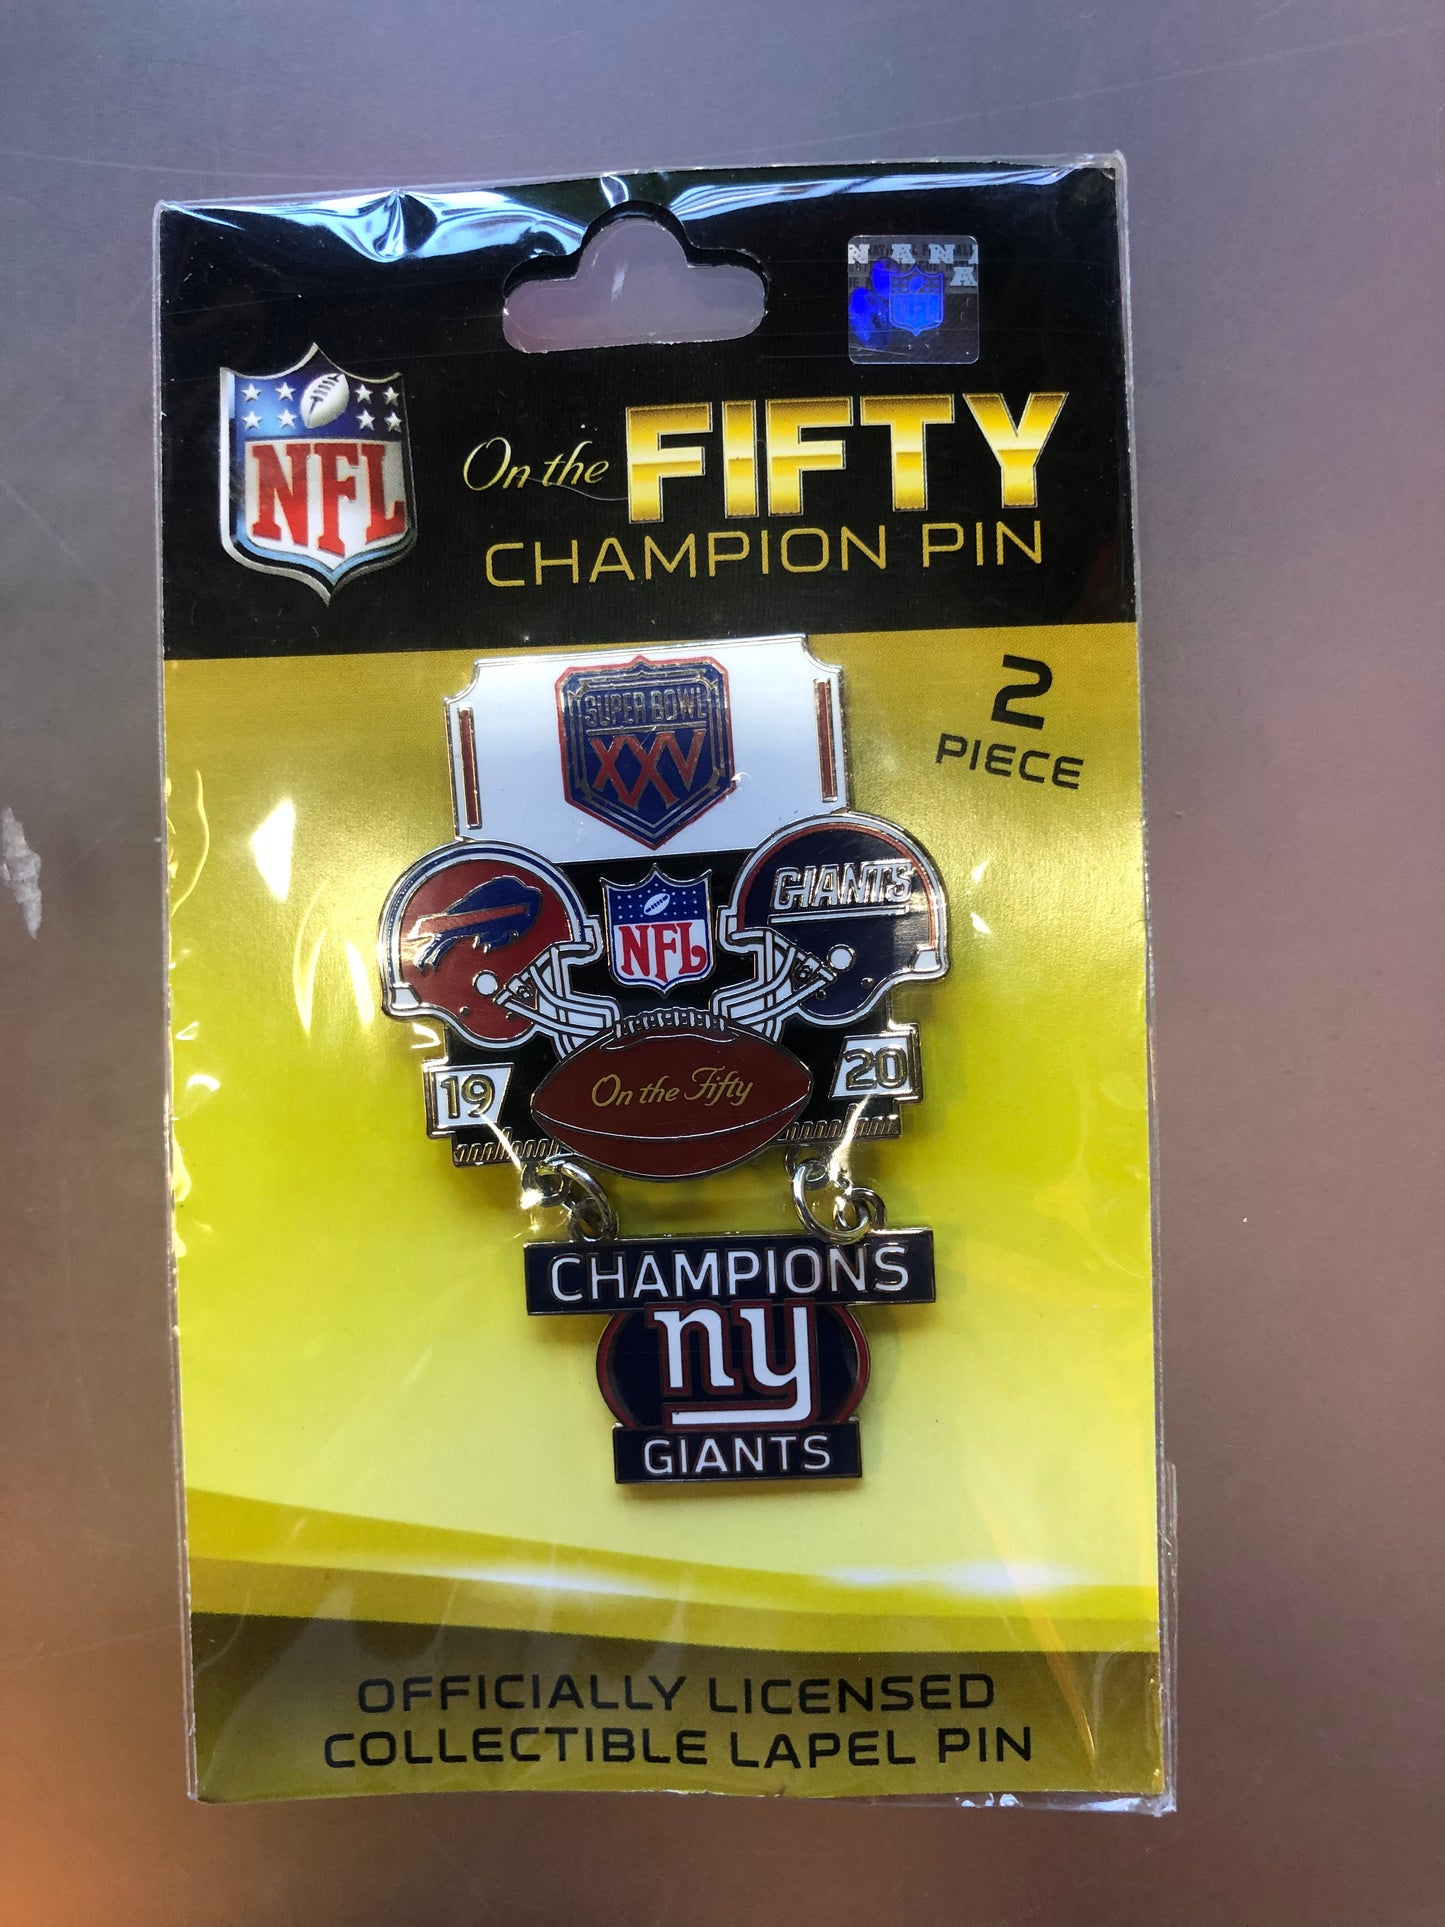 NFL
On the FIFTY
CHAMPION PIN
2
PIECE
SUPER BOWL
XXV
GIANTS
NFL
19
20
On the Fifty
CHAMPIONS
ny
GIANTS
OFFICIALLY LICENSED
COLLECTIBLE LAPEL PIN